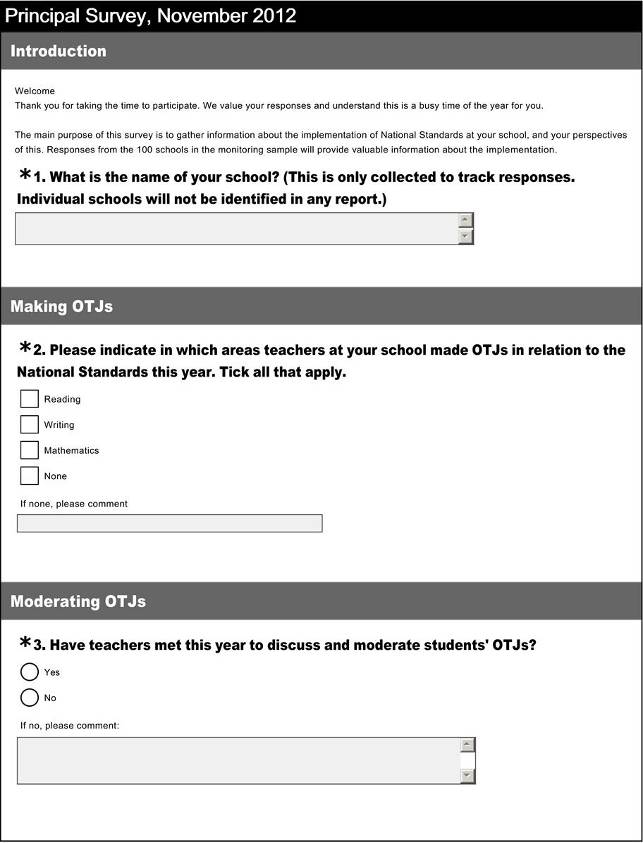 Principal Survey, November 2012
Introduction
Welcome
Thank you for taking the time to participate. We value your responses and understand this is a busy time of the year for you.
The main purpose of this survey is to gather information about the implementation of National Standards at your school, and your perspectives
of this. Responses from the 100 schools in the monitoring sample will provide valuable information about the implementation.
*1. What is the name of your school? (This is only collected to track responses.
Individual schools will not be identified in any report.)
Making OTJs
*2. Please indicate in which areas teachers at your school made OTJs in relation to the
National Standards this year. Tick all that apply.
Reading
Writing
Mathematics
None
If none, please comment
Moderating OTJs
*3. Have teachers met this year to discuss and moderate students' OTJs?
Yes
No
If no, please comment: